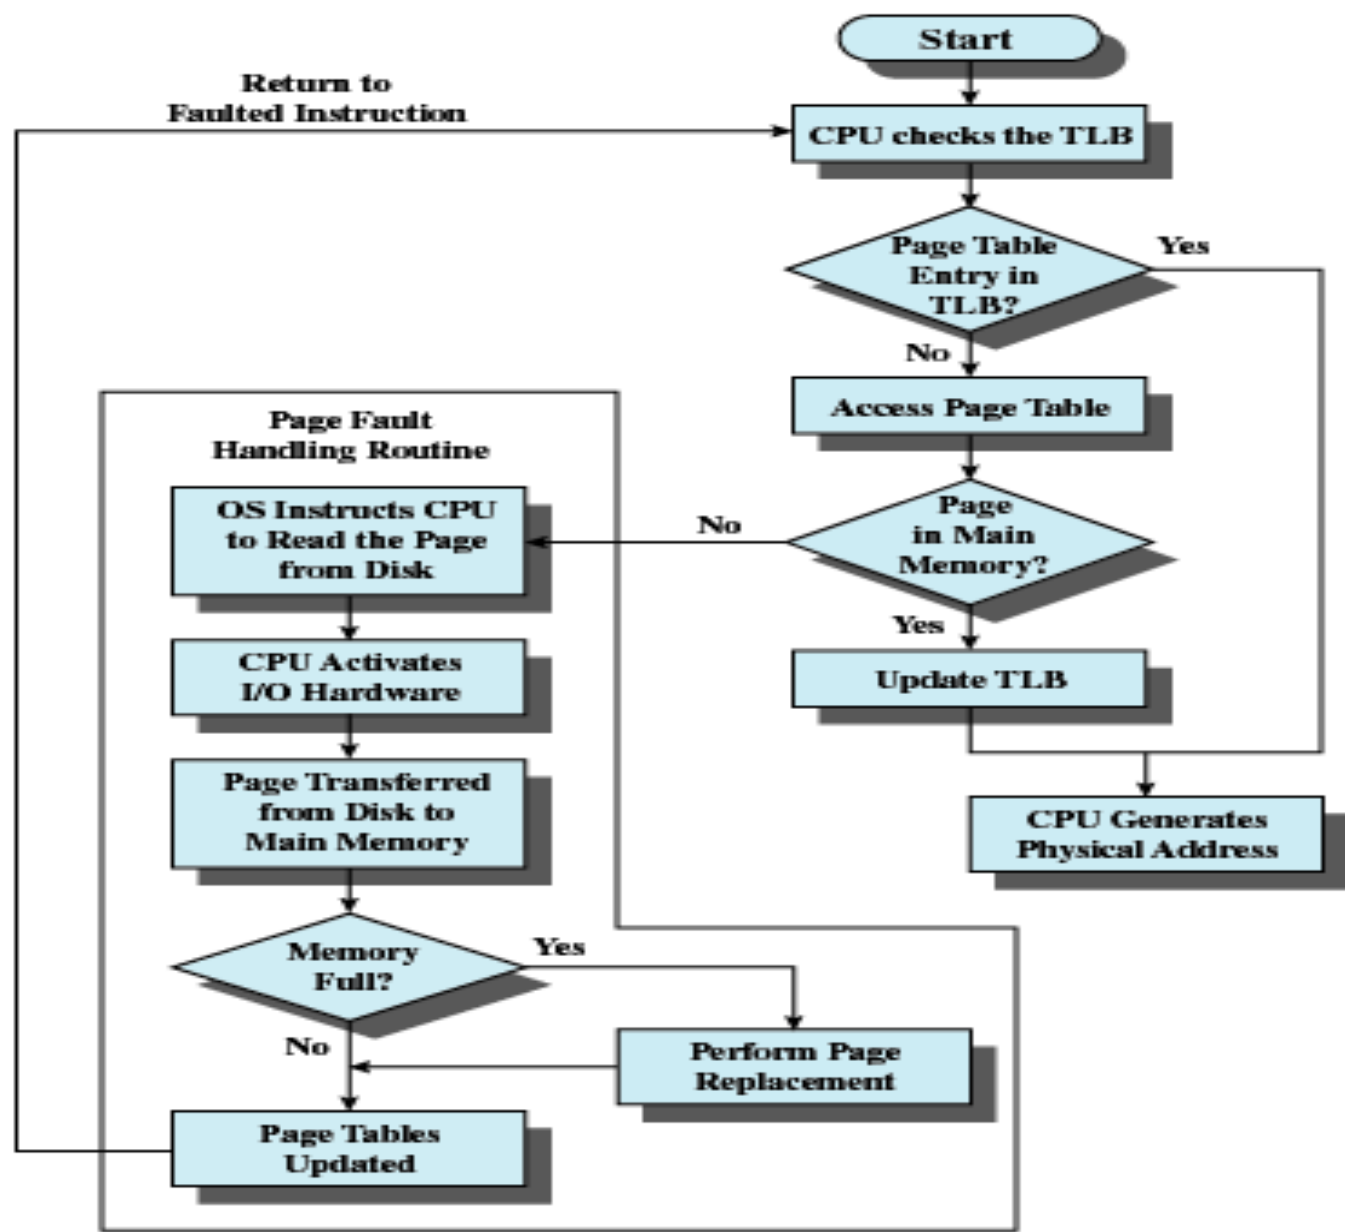 Start
Return to
Faulted Instruction
CPU checks the TLB
Page Table
Entry in
TLB?
Yes
No
Access Page Table
Page Fault
Handling Routine
OS Instructs CPU
to Read the Page
from Disk
No
Page
in Main
Memory?
Yes
CPU Activates
I/O Hardware
Update TLB
Page Transferred
from Disk to
Main Memory
CPU Generates
Physical Address
Memory
Full?
Yes
No
Perform Page
Replacement
Page Tables
Updated